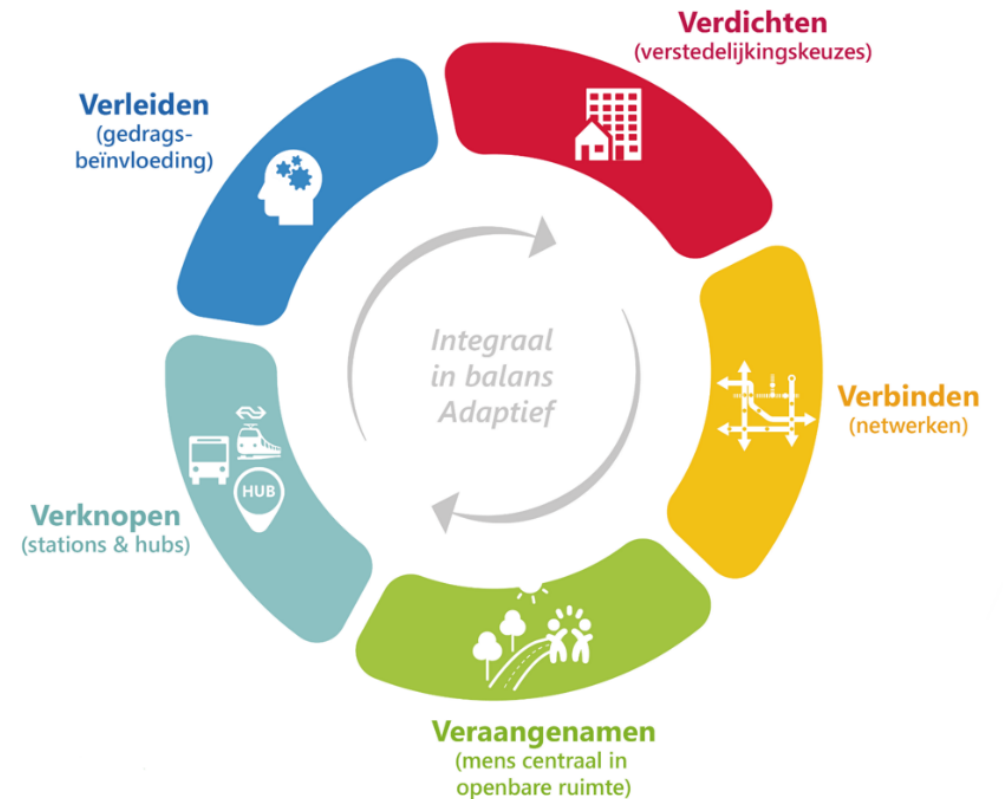 Verdichten
(verstedelijkingskeuzes)
Verleiden
(gedrags-
beïnvloeding)
Integraal
in balans
Adaptief
Verbinden
(netwerken)
HUB
Verknopen
(stations & hubs)
Veraangenamen
(mens centraal in
openbare ruimte)